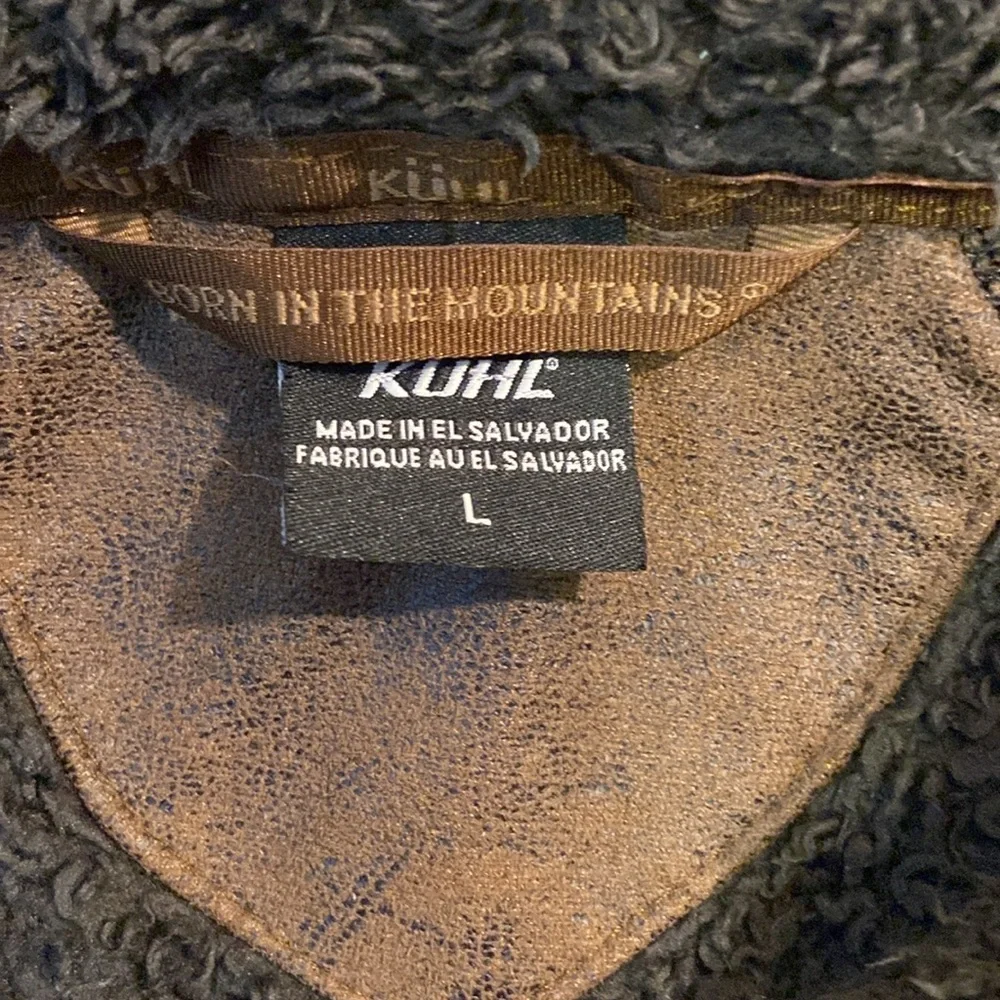 KÜHL
KÜHL
BORN IN THE MOUNTAINS
KÜHL®
MADE IN EL SALVADOR
FABRIQUE AU EL SALVADOR
L